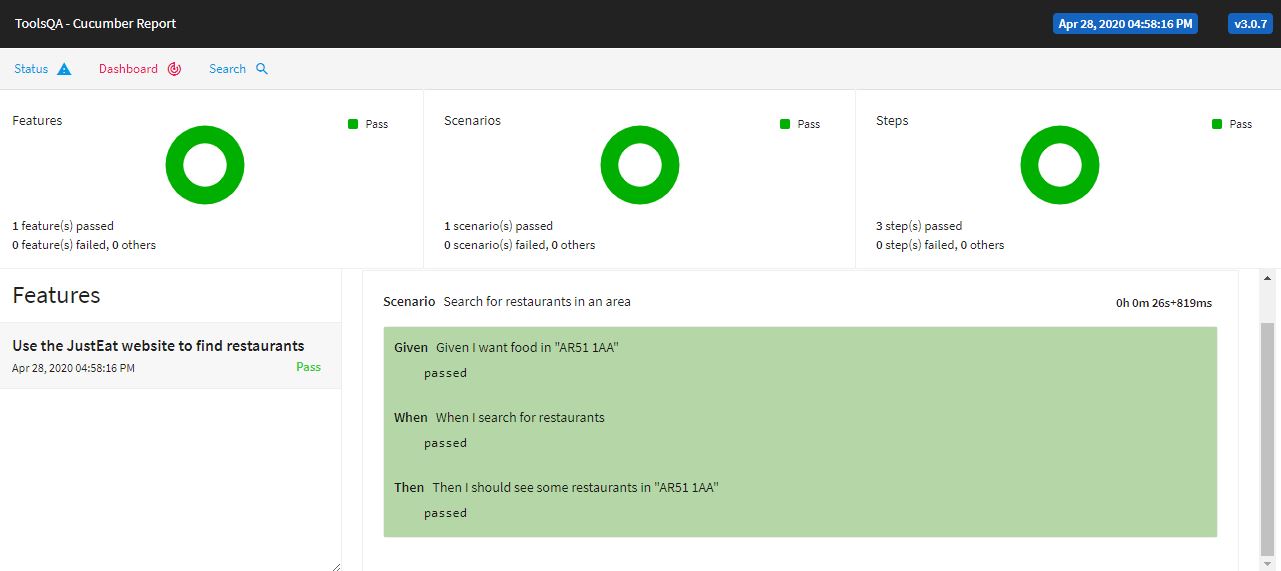 ToolsQA - Cucumber Report
Apr 28, 2020 04:58:16 PM
v3.0.7
Status
Dashboard
Search
Features
Pass
1 feature(s) passed
0 feature(s) failed, 0 others
Scenarios
Pass
1 scenario(s) passed
0 scenario(s) failed, 0 others
Steps
Pass
3 step(s) passed
0 step(s) failed, 0 others
Features
Use the JustEat website to find restaurants
Apr 28, 2020 04:58:16 PM
Pass
Scenario Search for restaurants in an area
0h 0m 26s+819ms
Given Given I want food in "AR51 1AA"
passed
When When I search for restaurants
passed
Then Then I should see some restaurants in "AR51 1AA"
passed